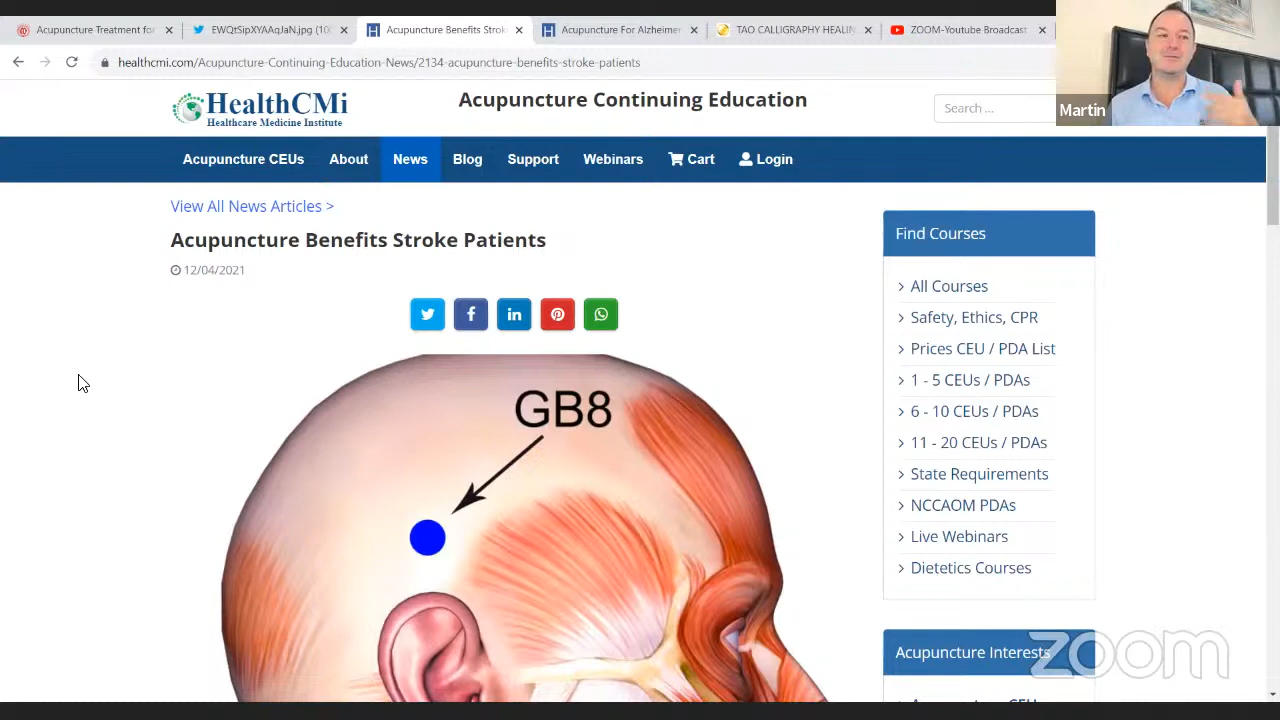 Acupuncture Treatment for
EWQtSipXYAAqJaN.jpg (10
Acupuncture Benefits Strok
Acupuncture For Alzheimer
TAO CALLIGRAPHY HEALIN
ZOOM-Youtube Broadcast
healthcmi.com/Acupuncture-Continuing-Education-News/2134-acupuncture-benefits-stroke-patients
HealthCMi
Healthcare Medicine Institute
Acupuncture Continuing Education
Search ...
Martin
Acupuncture CEUs About News Blog Support Webinars Cart Login
View All News Articles >
Acupuncture Benefits Stroke Patients
12/04/2021
GB8
Find Courses
All Courses
Safety, Ethics, CPR
Prices CEU / PDA List
1 - 5 CEUs / PDAs
6 - 10 CEUs / PDAs
11 - 20 CEUs / PDAs
State Requirements
NCCAOM PDAs
Live Webinars
Dietetics Courses
Acupuncture Interests
zoom